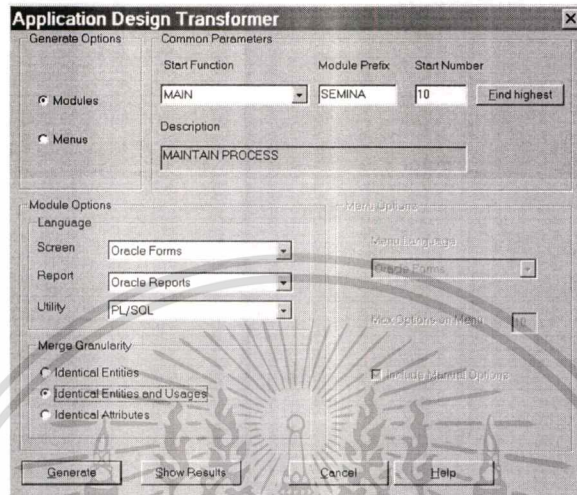 Application Design Transformer
Generate Options
Modules
Menus
Common Parameters
Start Function
Module Prefix
Start Number
MAIN
SEMINA
10
Find highest
Description
MAINTAIN PROCESS
Module Options
Language
Screen
Oracle Forms
Report
Oracle Reports
Utility
PL/SQL
Merge Granularity
Identical Entities
Identical Entities and Usages
Identical Attributes
Menu Options
Menu Language
Oracle Forms
Max Options on Menu
10
Include Manual Options
Generate
Show Results
Cancel
Help